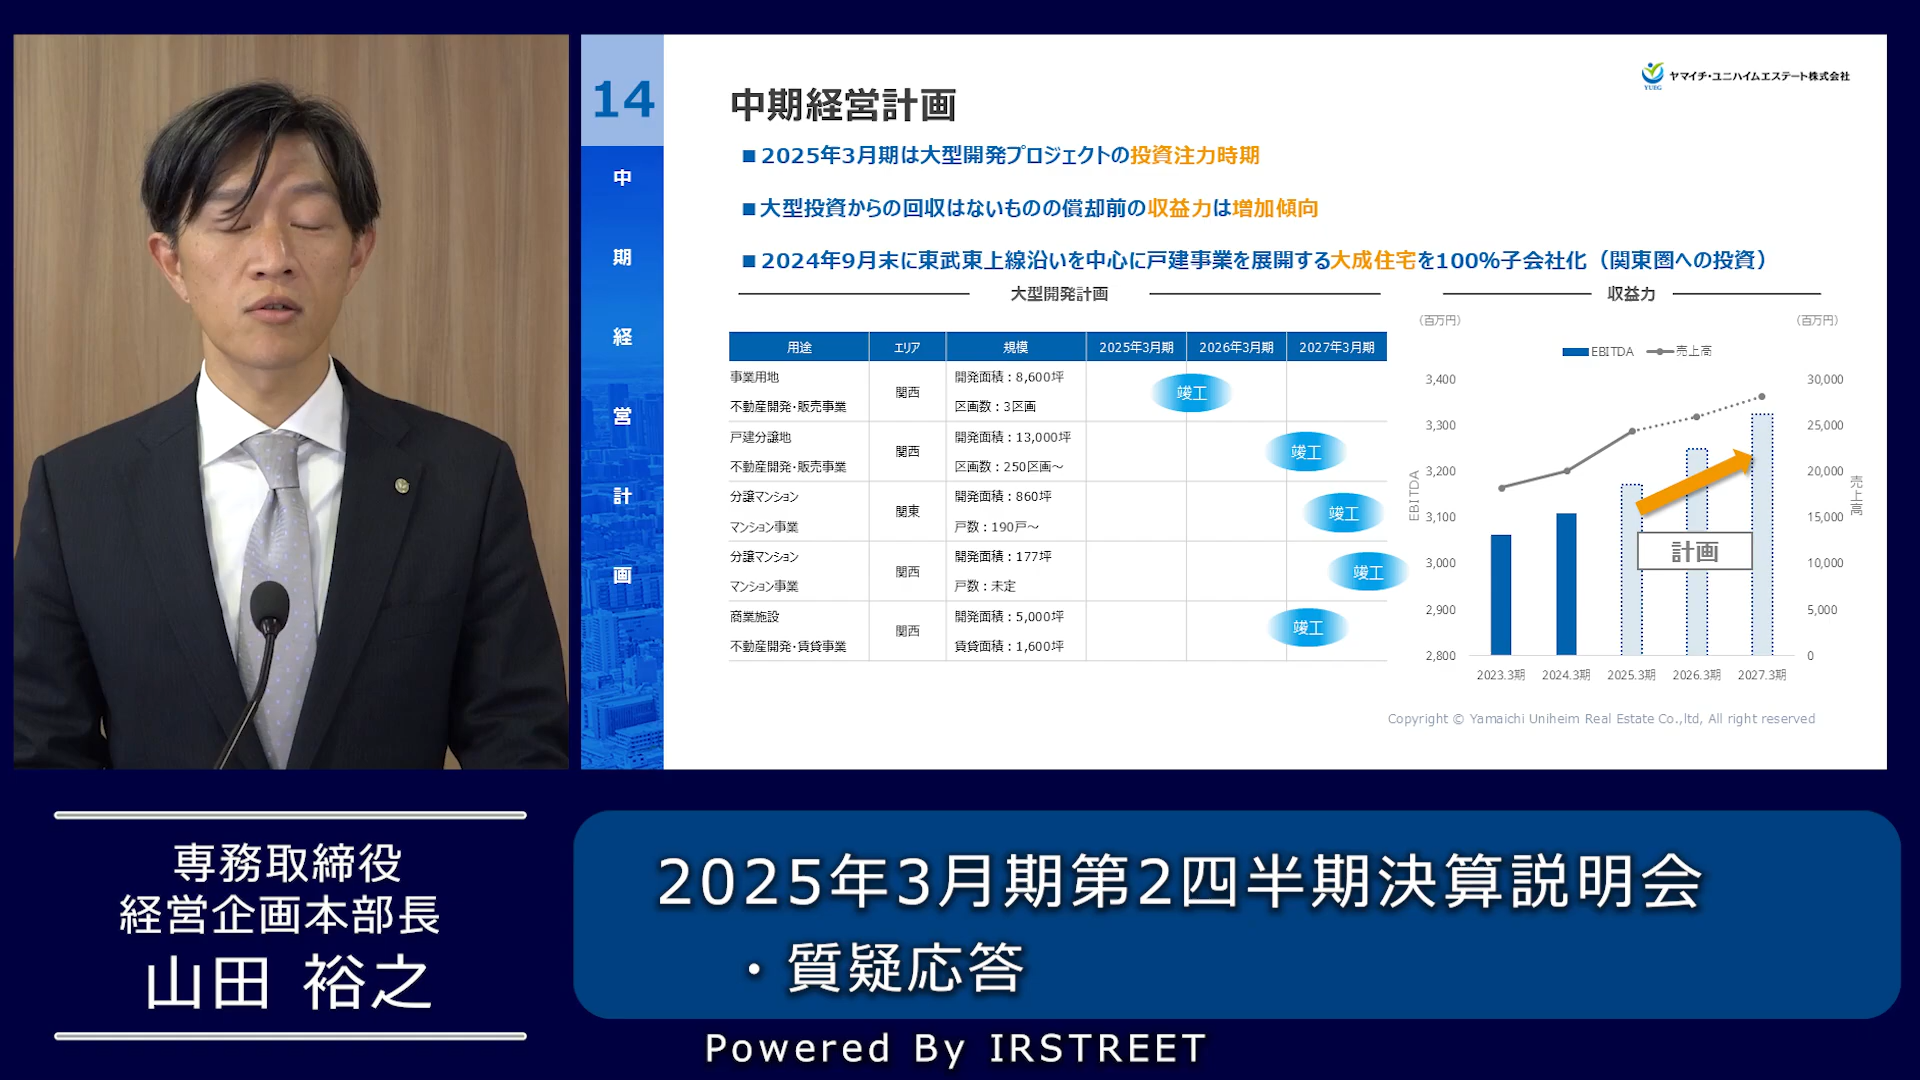 14
中
期
経
営
計
画
中期経営計画
YUEG
ヤマイチ・ユニハイムエステート株式会社
■2025年3月期は大型開発プロジェクトの投資注力時期
■大型投資からの回収はないものの償却前の収益力は増加傾向
■2024年9月末に東武東上線沿いを中心に戸建事業を展開する大成住宅を100%子会社化（関東圏への投資）
大型開発計画
用途 エリア 規模 2025年3月期 2026年3月期 2027年3月期
事業用地
不動産開発・販売事業
関西
開発面積：8,600坪
区画数：3区画
竣工
戸建分譲地
不動産開発・販売事業
関西
開発面積：13,000坪
区画数：250区画～
竣工
分譲マンション
マンション事業
関東
開発面積：860坪
戸数：190戸～
竣工
分譲マンション
マンション事業
関西
開発面積：177坪
戸数：未定
竣工
商業施設
不動産開発・賃貸事業
関西
開発面積：5,000坪
賃貸面積：1,600坪
竣工
収益力
（百万円） （百万円）
EBITDA 売上高
3,400
3,300
3,200
3,100
3,000
2,900
2,800
EBITDA
30,000
25,000
20,000
15,000
10,000
5,000
0
売上高
計画
2023.3期 2024.3期 2025.3期 2026.3期 2027.3期
Copyright © Yamaichi Uniheim Real Estate Co.,ltd, All right reserved
専務取締役
経営企画本部長
山田 裕之
2025年3月期第2四半期決算説明会
・質疑応答
Powered By IRSTREET